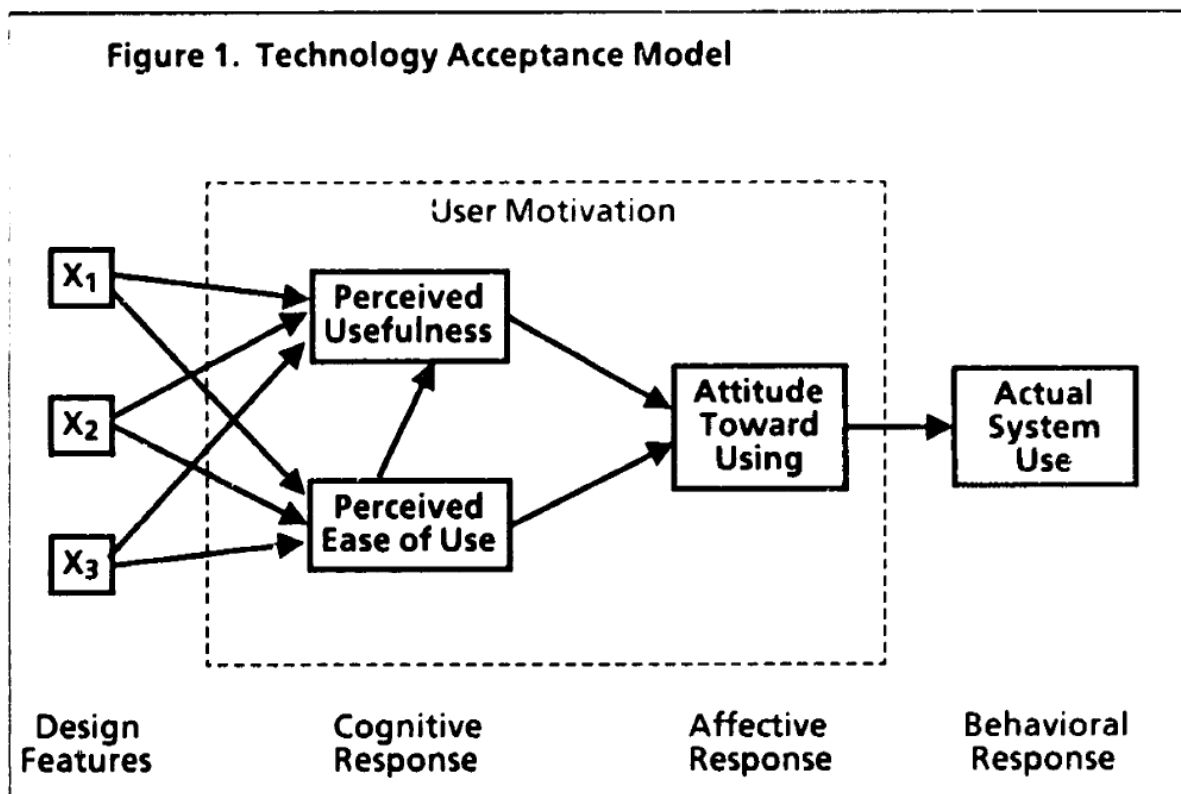 Figure 1. Technology Acceptance Model
User Motivation
X1
X2
X3
Perceived
Usefulness
Perceived
Ease of Use
Attitude
Toward
Using
Actual
System
Use
Design
Features
Cognitive
Response
Affective
Response
Behavioral
Response